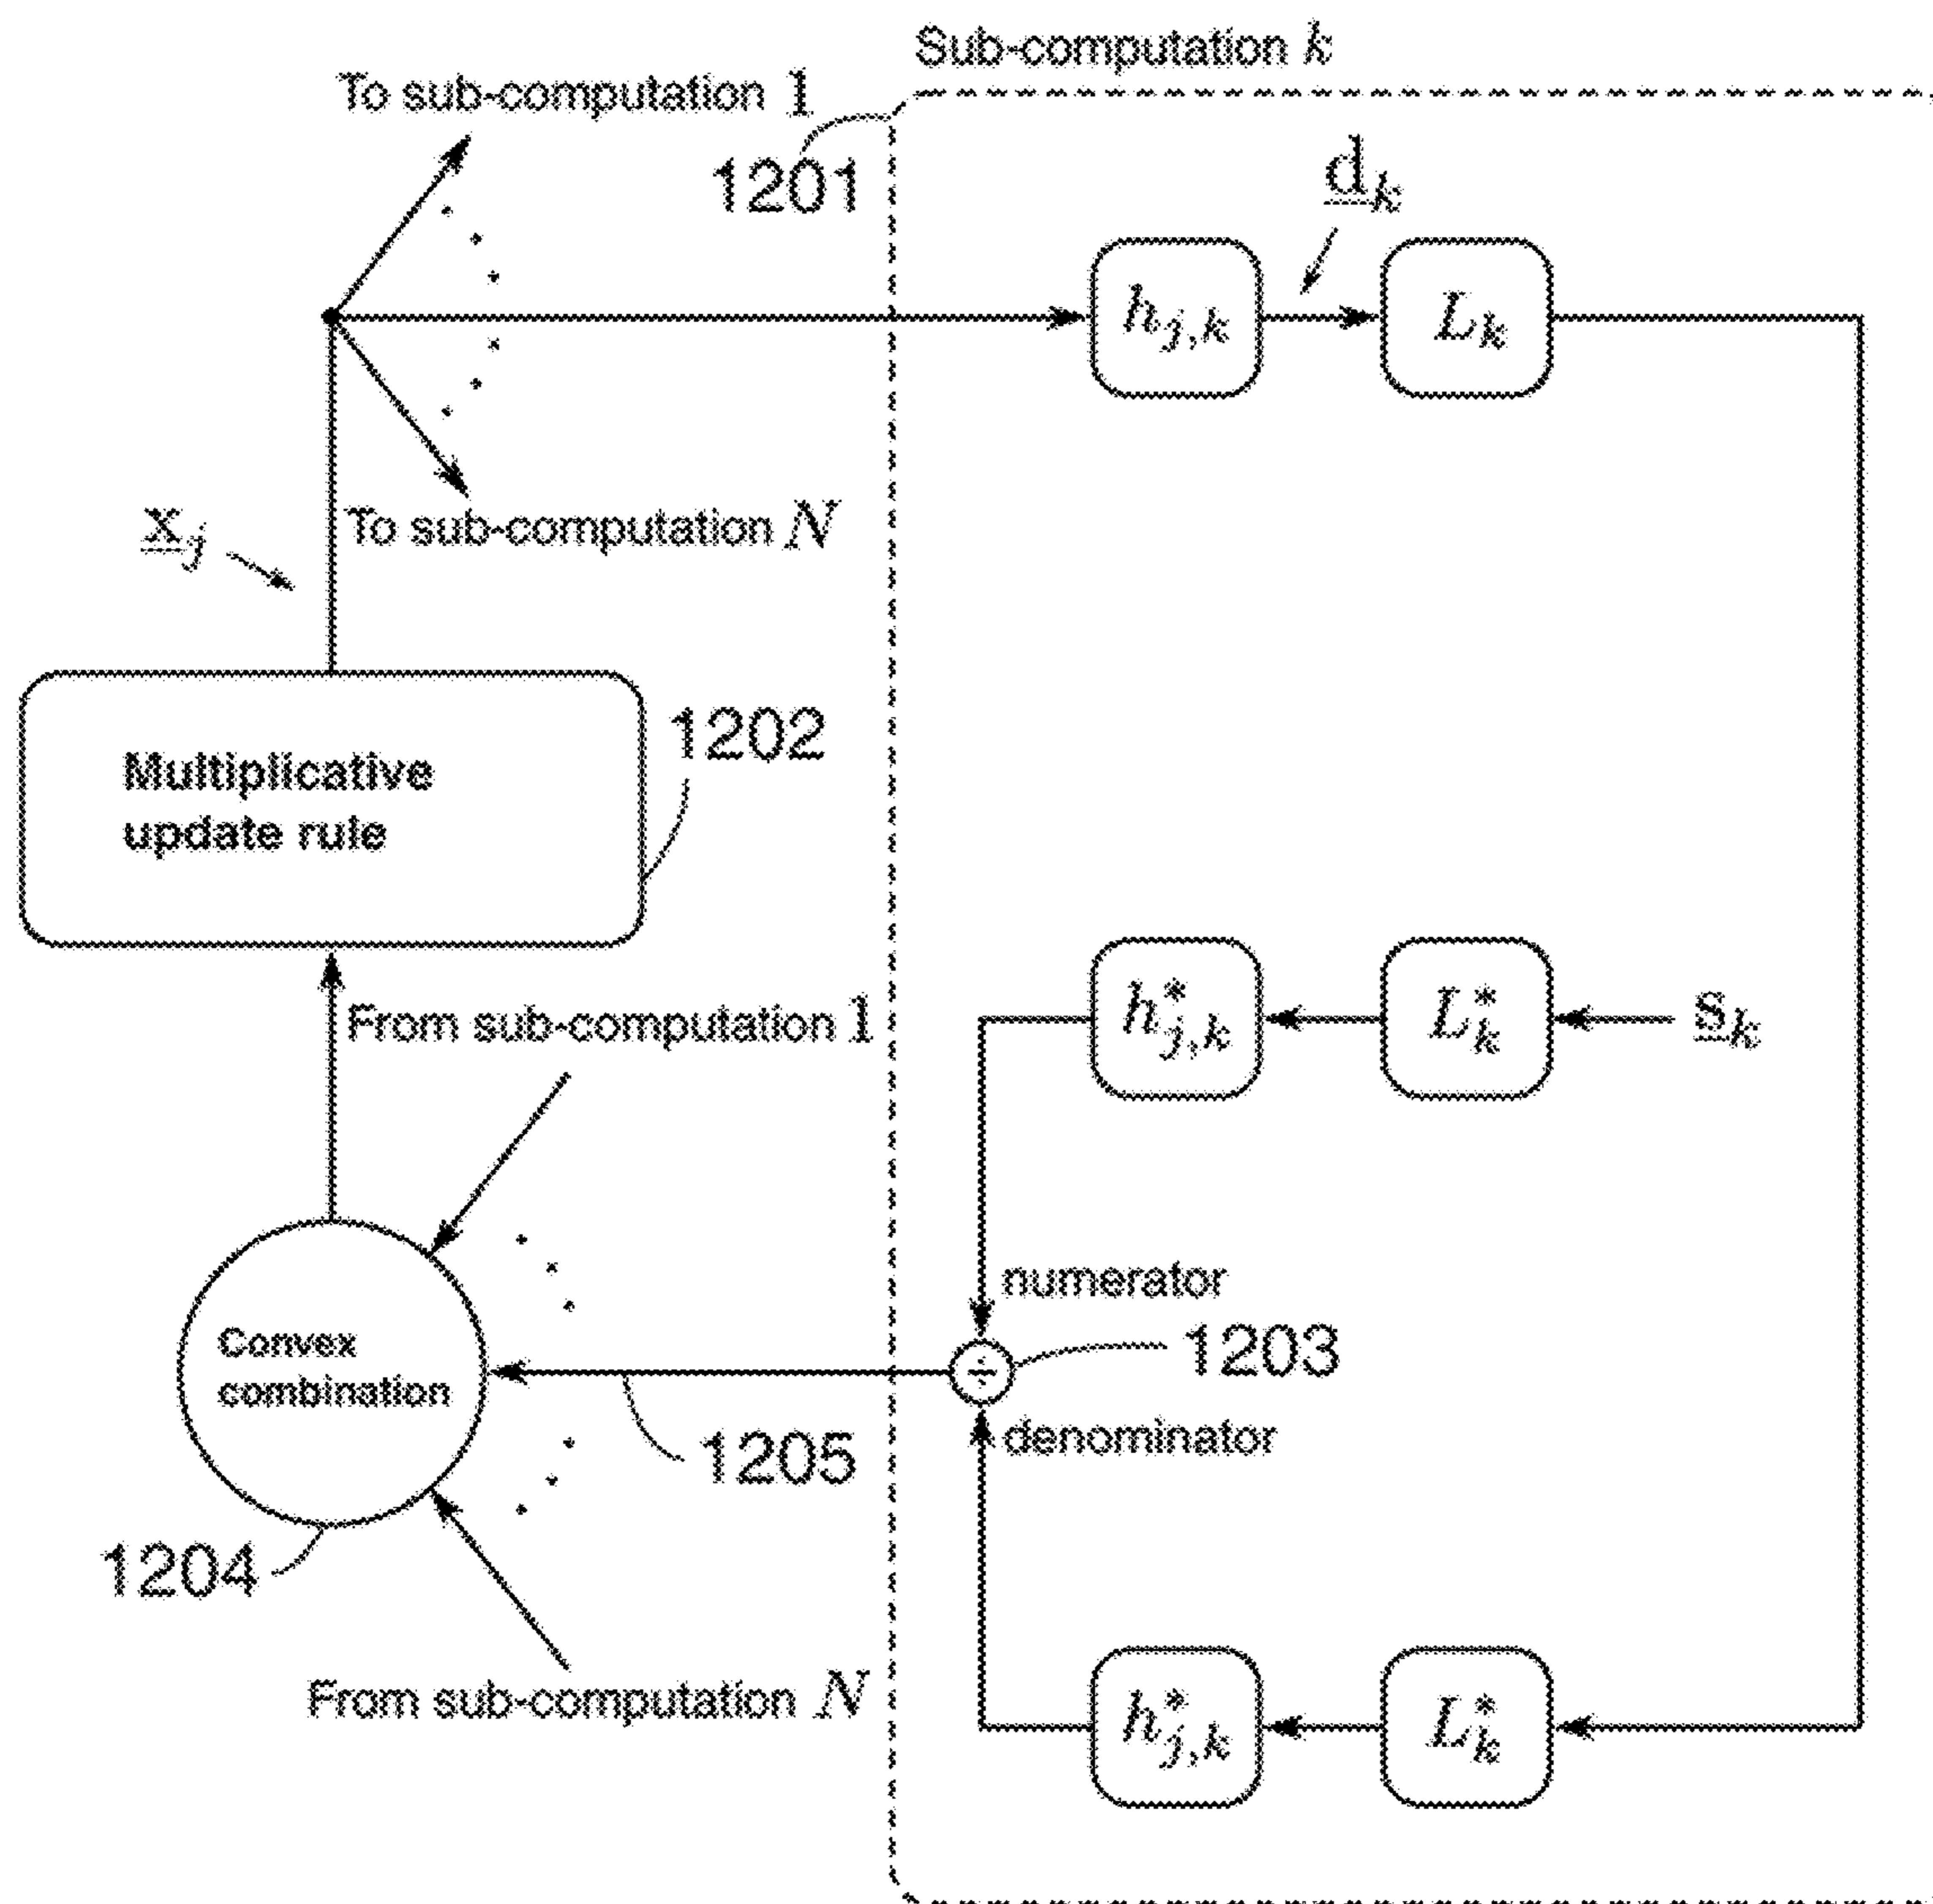 Sub-computation k
To sub-computation 1
1201
d_k
h_{j,k}
L_k
To sub-computation N
x_j
1202
Multiplicative
update rule
h*_{j,k}
L*_k
s_k
From sub-computation 1
numerator
÷
1203
Convex
combination
denominator
1205
1204
From sub-computation N
h*_{j,k}
L*_k